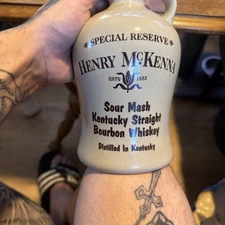 SPECIAL RESERVE
HENRY McKENNA
ESTD 1855
Sour Mash
Kentucky Straight
Bourbon Whiskey
Distilled In Kentucky